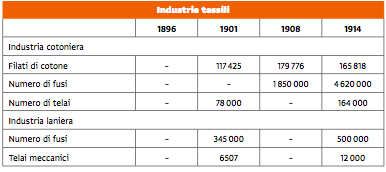 Industrie tessili
1896 1901 1908 1914
Industria cotoniera
Filati di cotone - 117 425 179 776 165 818
Numero di fusi - - 1 850 000 4 620 000
Numero di telai - 78 000 - 164 000
Industria laniera
Numero di fusi - 345 000 - 500 000
Telai meccanici - 6507 - 12 000